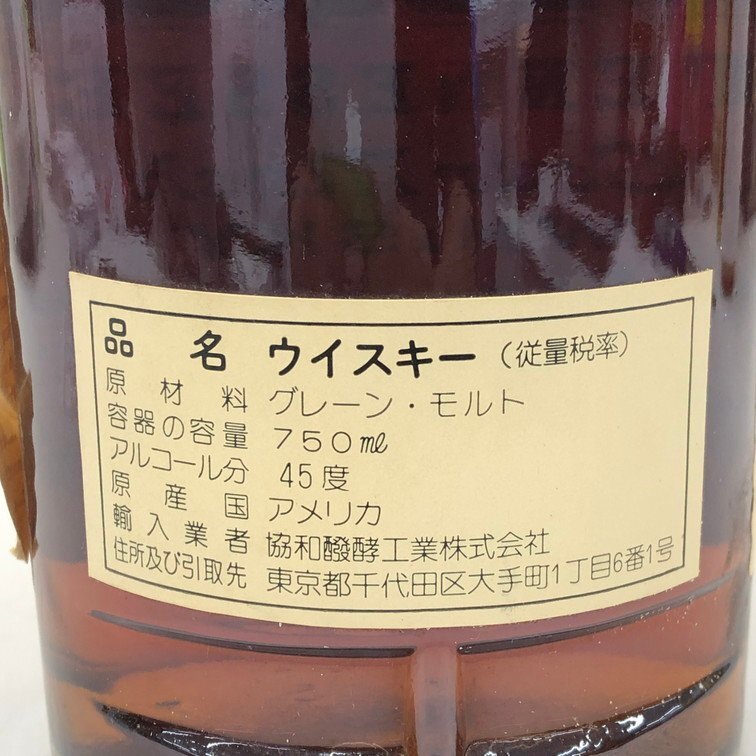 品名 ウイスキー（従量税率）
原材料 グレーン・モルト
容器の容量 750㎖
アルコール分 45度
原産国 アメリカ
輸入業者 協和醱酵工業株式会社
住所及び引取先 東京都千代田区大手町1丁目6番1号